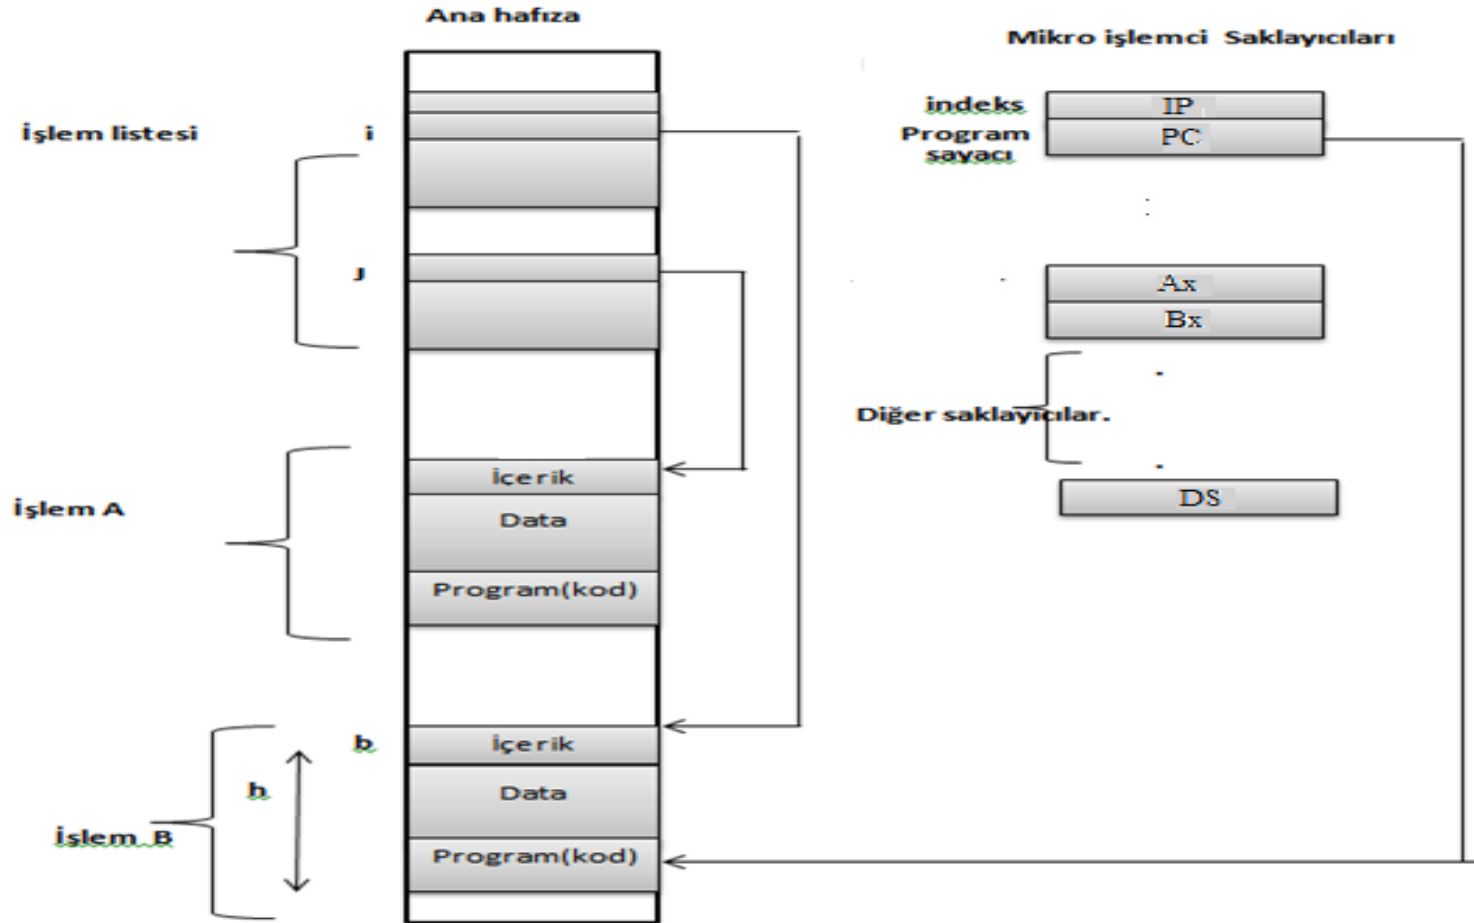 Ana hafıza
Mikro işlemci Saklayıcıları
İşlem listesi
i
indeks
IP
Program
sayacı
PC
J
Ax
Bx
Diğer saklayıcılar.
DS
İşlem A
İçerik
Data
Program(kod)
b
h
İşlem B
İçerik
Data
Program(kod)